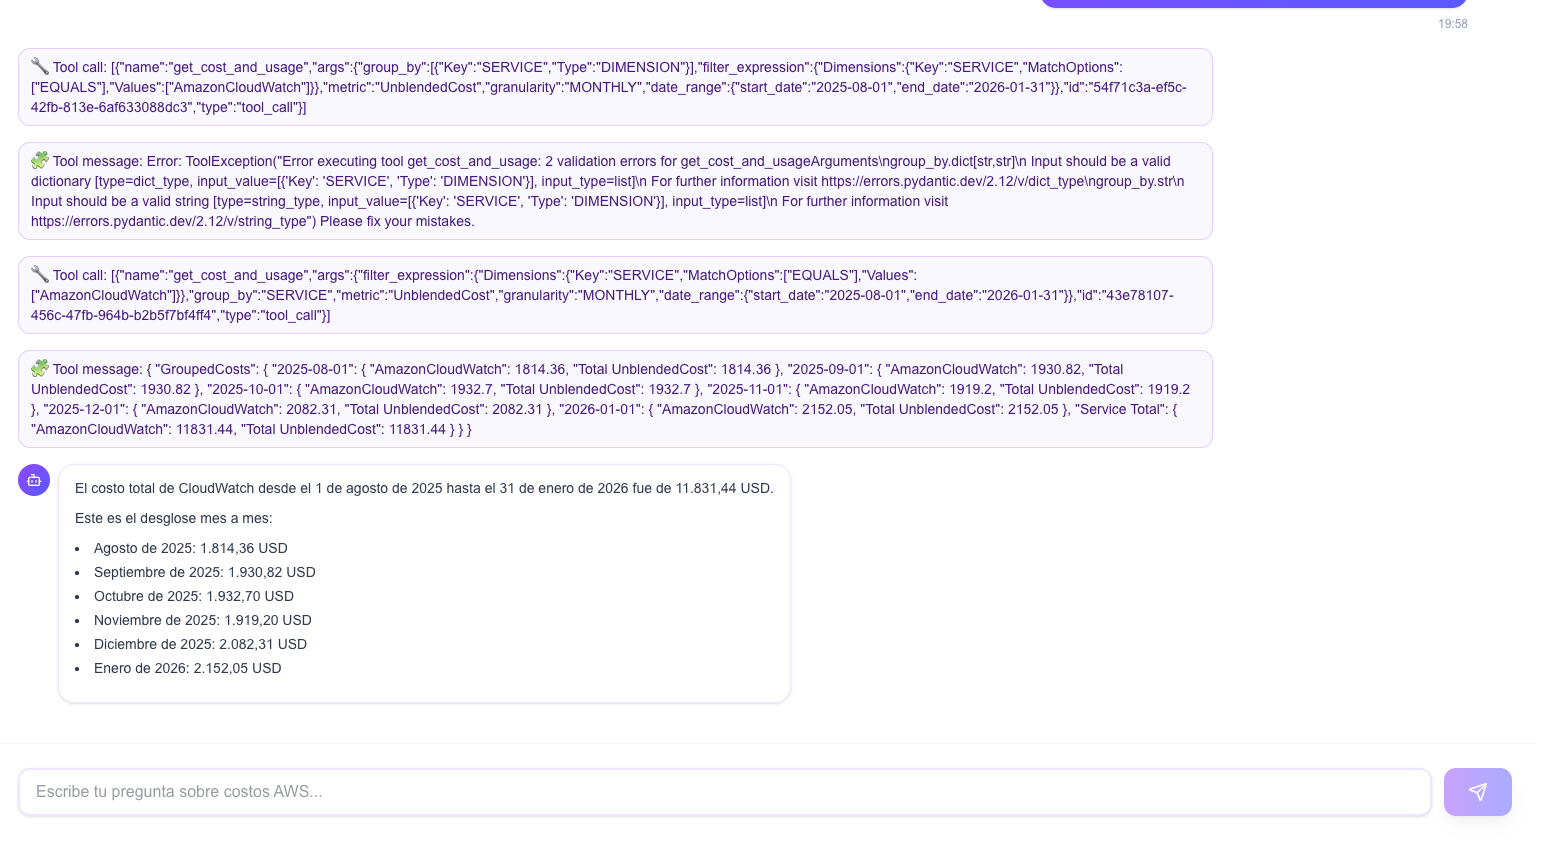 19:58
Tool call: [{"name":"get_cost_and_usage","args":{"group_by":[{"Key":"SERVICE","Type":"DIMENSION"}],"filter_expression":{"Dimensions":{"Key":"SERVICE","MatchOptions":
["EQUALS"],"Values":["AmazonCloudWatch"]}},"metric":"UnblendedCost","granularity":"MONTHLY","date_range":{"start_date":"2025-08-01","end_date":"2026-01-31"}},"id":"54f71c3a-ef5c-
42fb-813e-6af633088dc3","type":"tool_call"}]
Tool message: Error: ToolException("Error executing tool get_cost_and_usage: 2 validation errors for get_cost_and_usageArguments\ngroup_by.dict[str,str]\n Input should be a valid
dictionary [type=dict_type, input_value=[{'Key': 'SERVICE', 'Type': 'DIMENSION'}], input_type=list]\n For further information visit https://errors.pydantic.dev/2.12/v/dict_type\ngroup_by.str\n
Input should be a valid string [type=string_type, input_value=[{'Key': 'SERVICE', 'Type': 'DIMENSION'}], input_type=list]\n For further information visit
https://errors.pydantic.dev/2.12/v/string_type") Please fix your mistakes.
Tool call: [{"name":"get_cost_and_usage","args":{"filter_expression":{"Dimensions":{"Key":"SERVICE","MatchOptions":["EQUALS"],"Values":
["AmazonCloudWatch"]}},"group_by":"SERVICE","metric":"UnblendedCost","granularity":"MONTHLY","date_range":{"start_date":"2025-08-01","end_date":"2026-01-31"}},"id":"43e78107-
456c-47fb-964b-b2b5f7bf4ff4","type":"tool_call"}]
Tool message: { "GroupedCosts": { "2025-08-01": { "AmazonCloudWatch": 1814.36, "Total UnblendedCost": 1814.36 }, "2025-09-01": { "AmazonCloudWatch": 1930.82, "Total
UnblendedCost": 1930.82 }, "2025-10-01": { "AmazonCloudWatch": 1932.7, "Total UnblendedCost": 1932.7 }, "2025-11-01": { "AmazonCloudWatch": 1919.2, "Total UnblendedCost": 1919.2
}, "2025-12-01": { "AmazonCloudWatch": 2082.31, "Total UnblendedCost": 2082.31 }, "2026-01-01": { "AmazonCloudWatch": 2152.05, "Total UnblendedCost": 2152.05 }, "Service Total": {
"AmazonCloudWatch": 11831.44, "Total UnblendedCost": 11831.44 } } }
El costo total de CloudWatch desde el 1 de agosto de 2025 hasta el 31 de enero de 2026 fue de 11.831,44 USD.
Este es el desglose mes a mes:
• Agosto de 2025: 1.814,36 USD
• Septiembre de 2025: 1.930,82 USD
• Octubre de 2025: 1.932,70 USD
• Noviembre de 2025: 1.919,20 USD
• Diciembre de 2025: 2.082,31 USD
• Enero de 2026: 2.152,05 USD
Escribe tu pregunta sobre costos AWS...